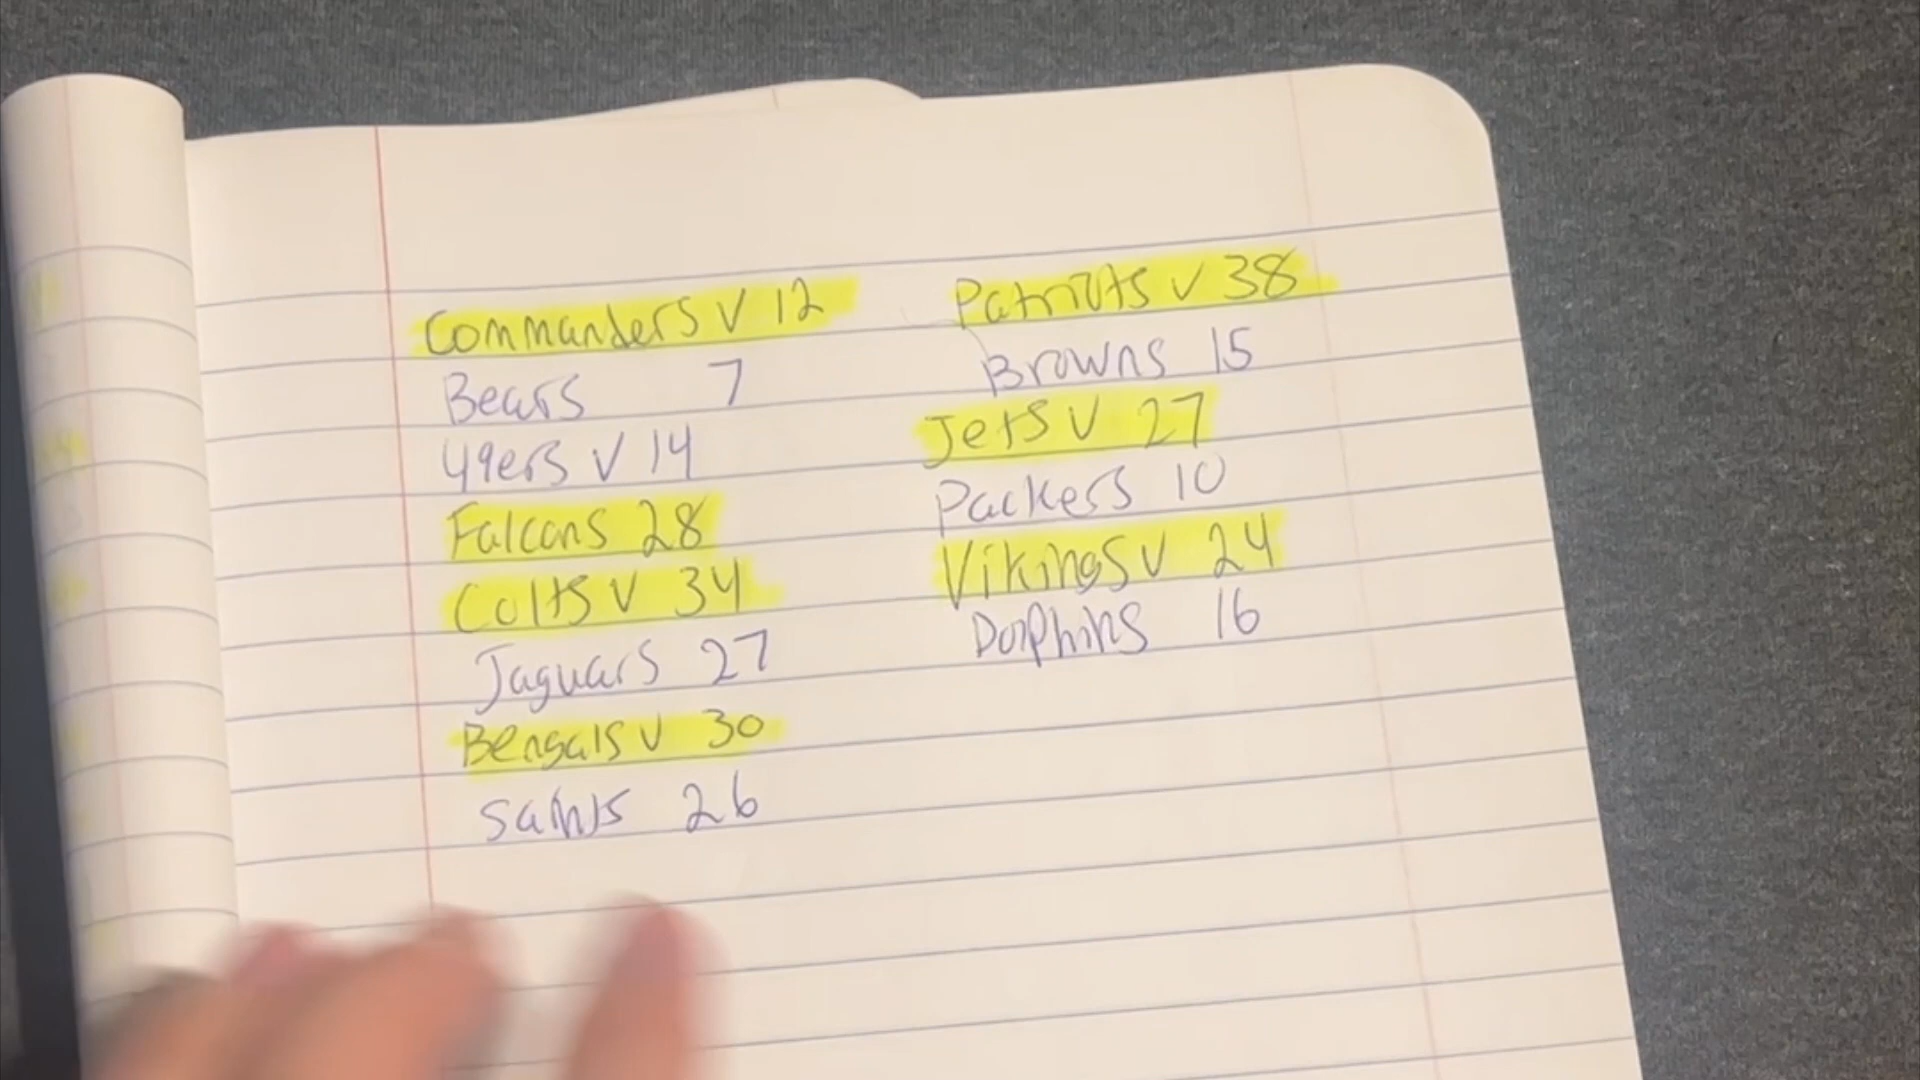 Commanders V 12
Bears 7
49ers V 14
Falcons 28
Colts V 34
Jaguars 27
Bengals V 30
Saints 26
Patriots V 38
Browns 15
Jets V 27
Packers 10
Vikings V 24
Dolphins 16